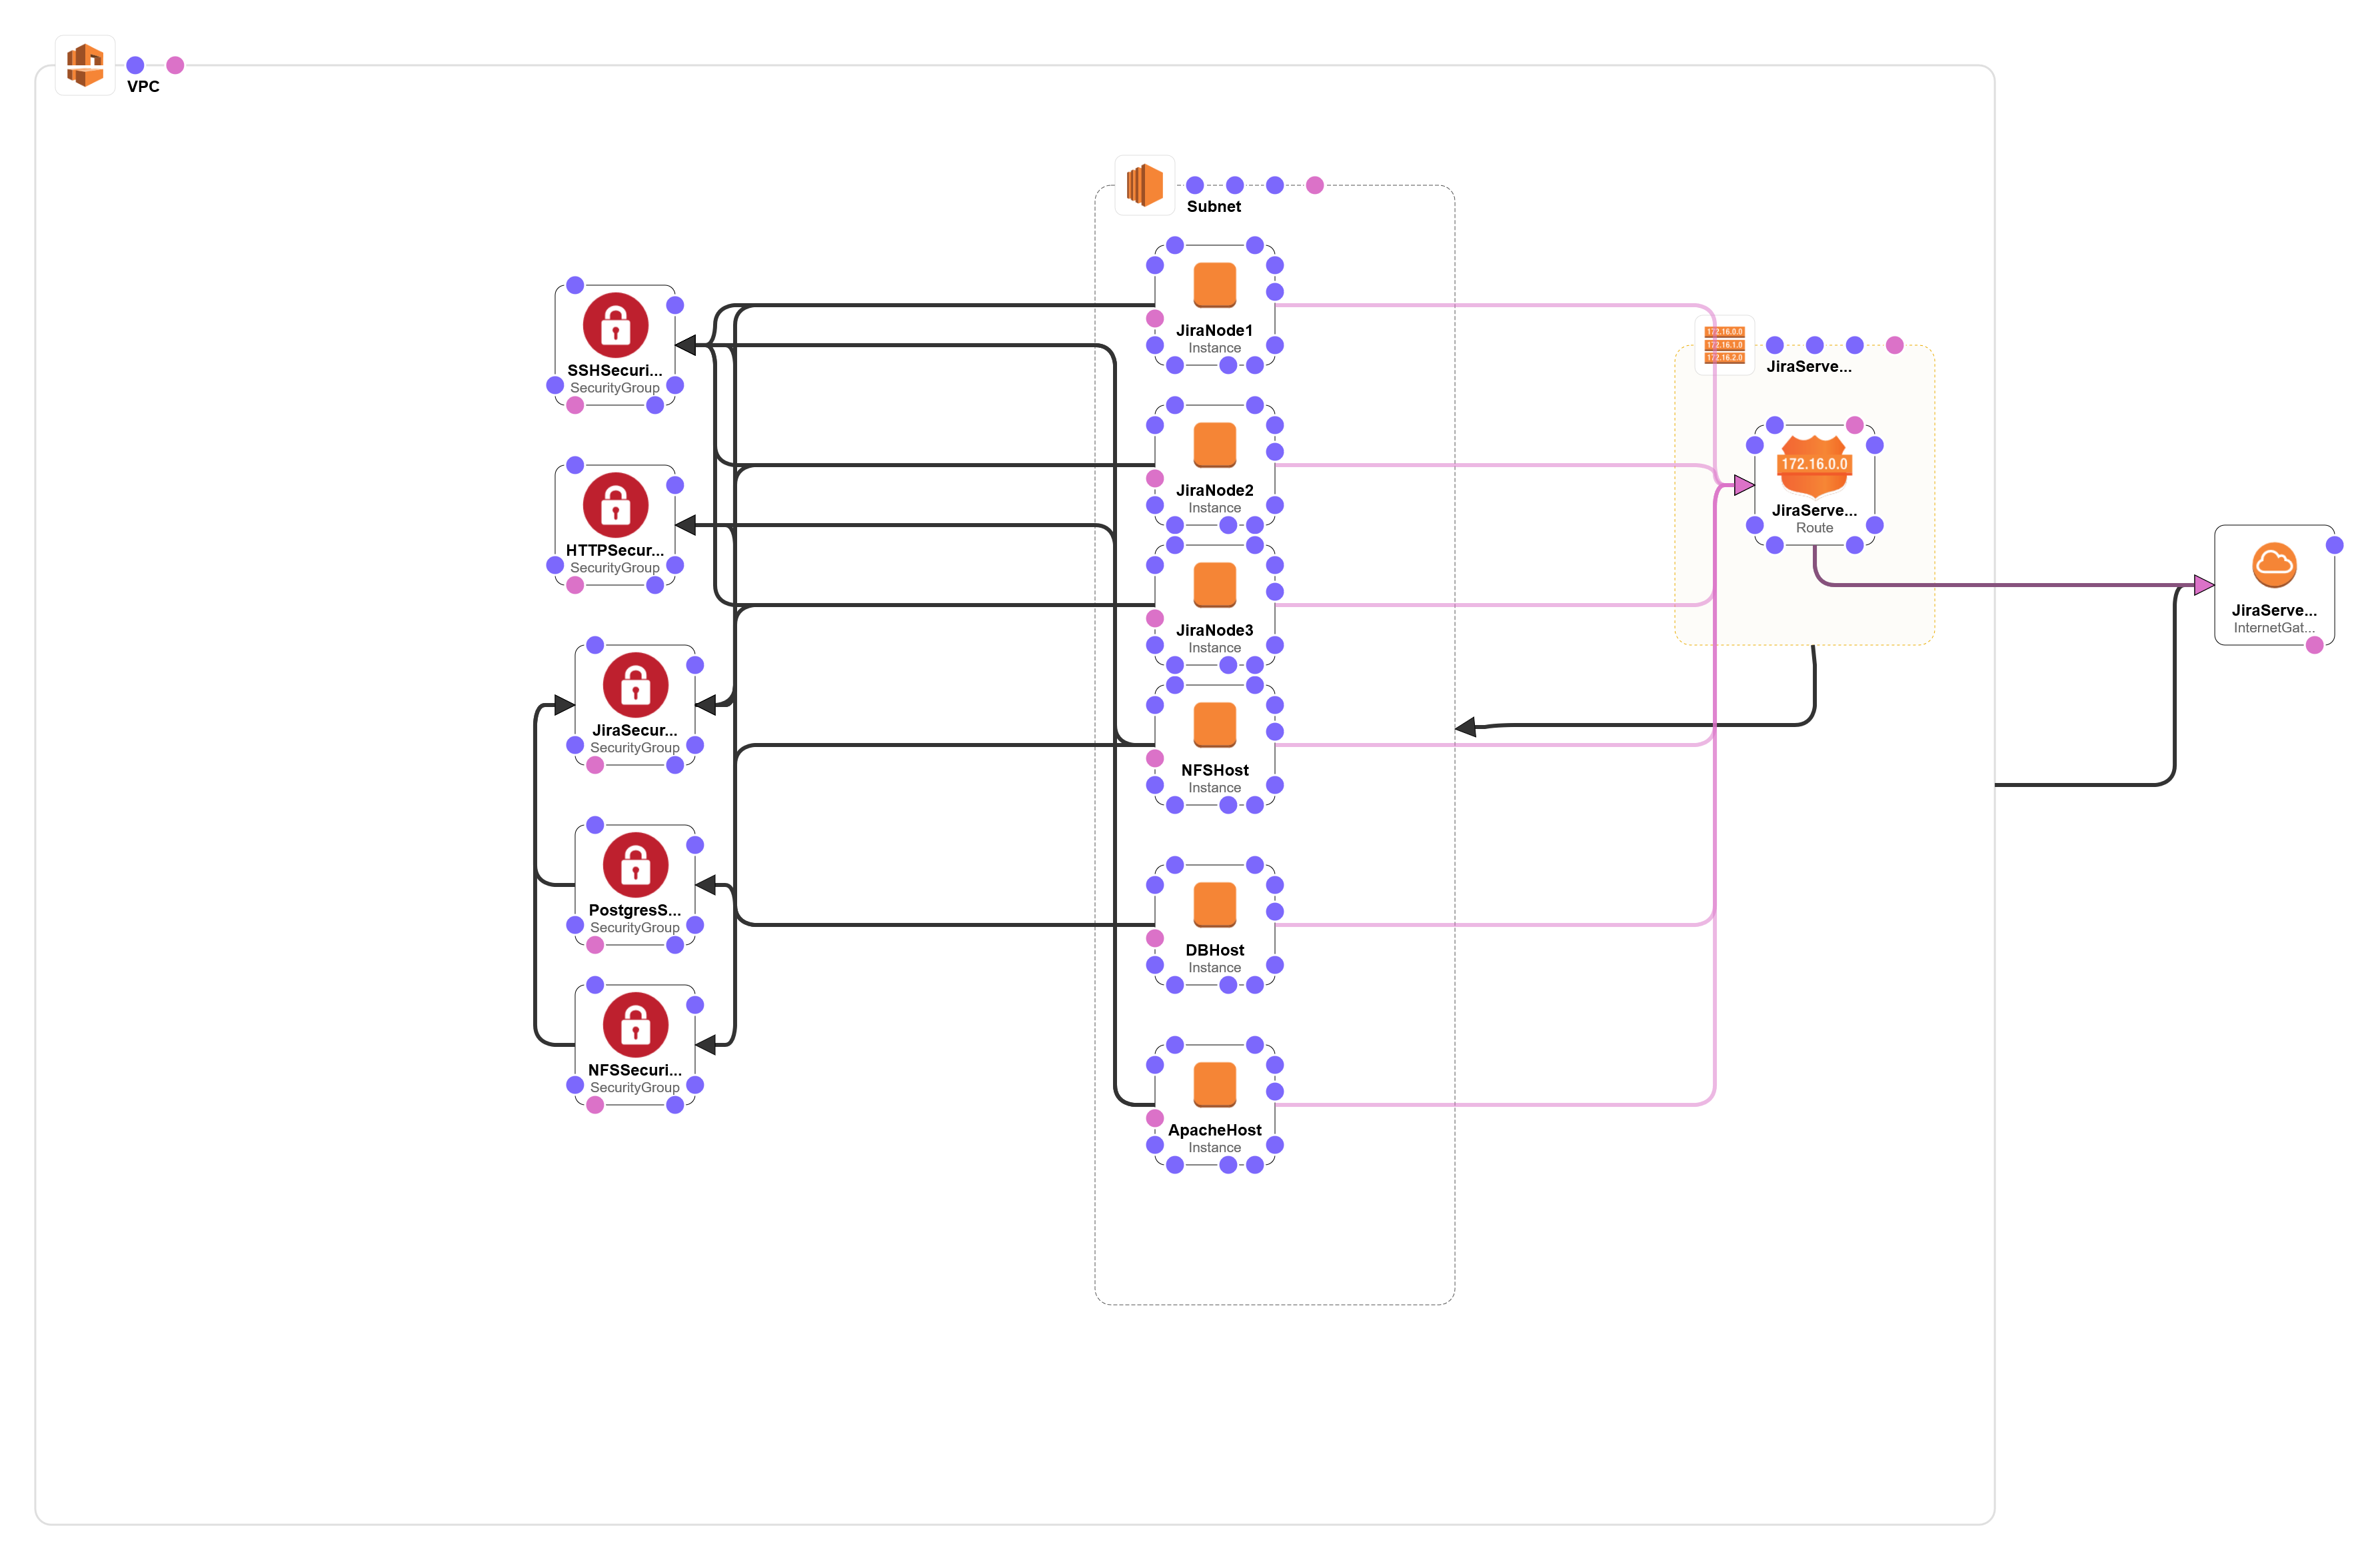 VPC
Subnet
JiraNode1
Instance
SSHSecuri...
SecurityGroup
172.16.0.0
172.16.1.0
172.16.2.0
JiraServe...
JiraNode2
Instance
172.16.0.0
JiraServe...
Route
HTTPSecur...
SecurityGroup
JiraNode3
Instance
JiraServe...
InternetGat...
JiraSecur...
SecurityGroup
NFSHost
Instance
PostgresS...
SecurityGroup
DBHost
Instance
NFSSecuri...
SecurityGroup
ApacheHost
Instance